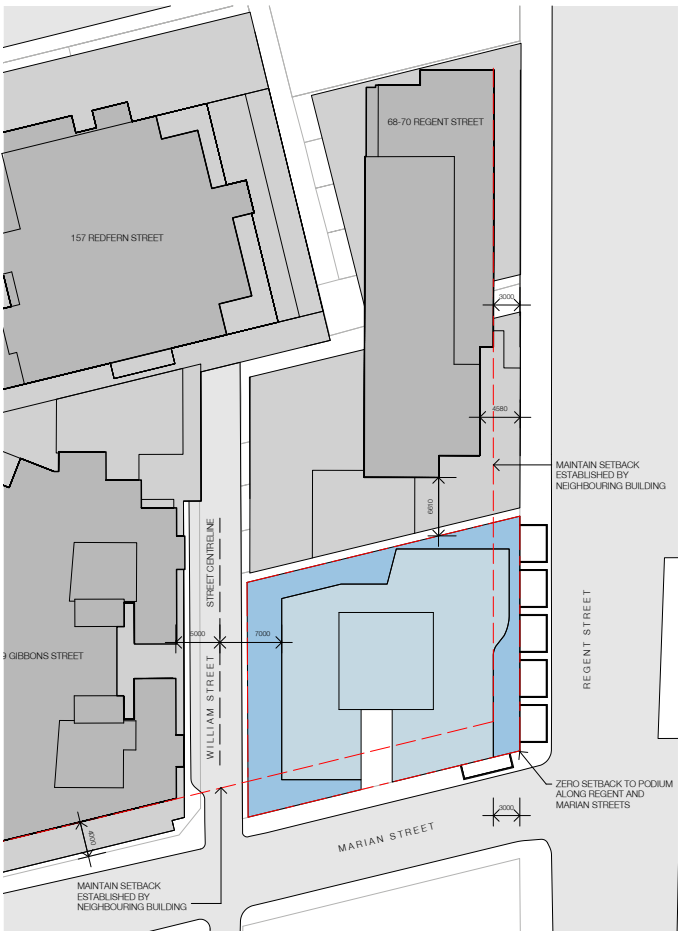 68-70 REGENT STREET
157 REDFERN STREET
3000
4580
MAINTAIN SETBACK
ESTABLISHED BY
NEIGHBOURING BUILDING
6610
STREET CENTRELINE
WILLIAM STREET
5000
7000
9 GIBBONS STREET
REGENT STREET
ZERO SETBACK TO PODIUM
ALONG REGENT AND
MARIAN STREETS
3000
MARIAN STREET
4000
MAINTAIN SETBACK
ESTABLISHED BY
NEIGHBOURING BUILDING